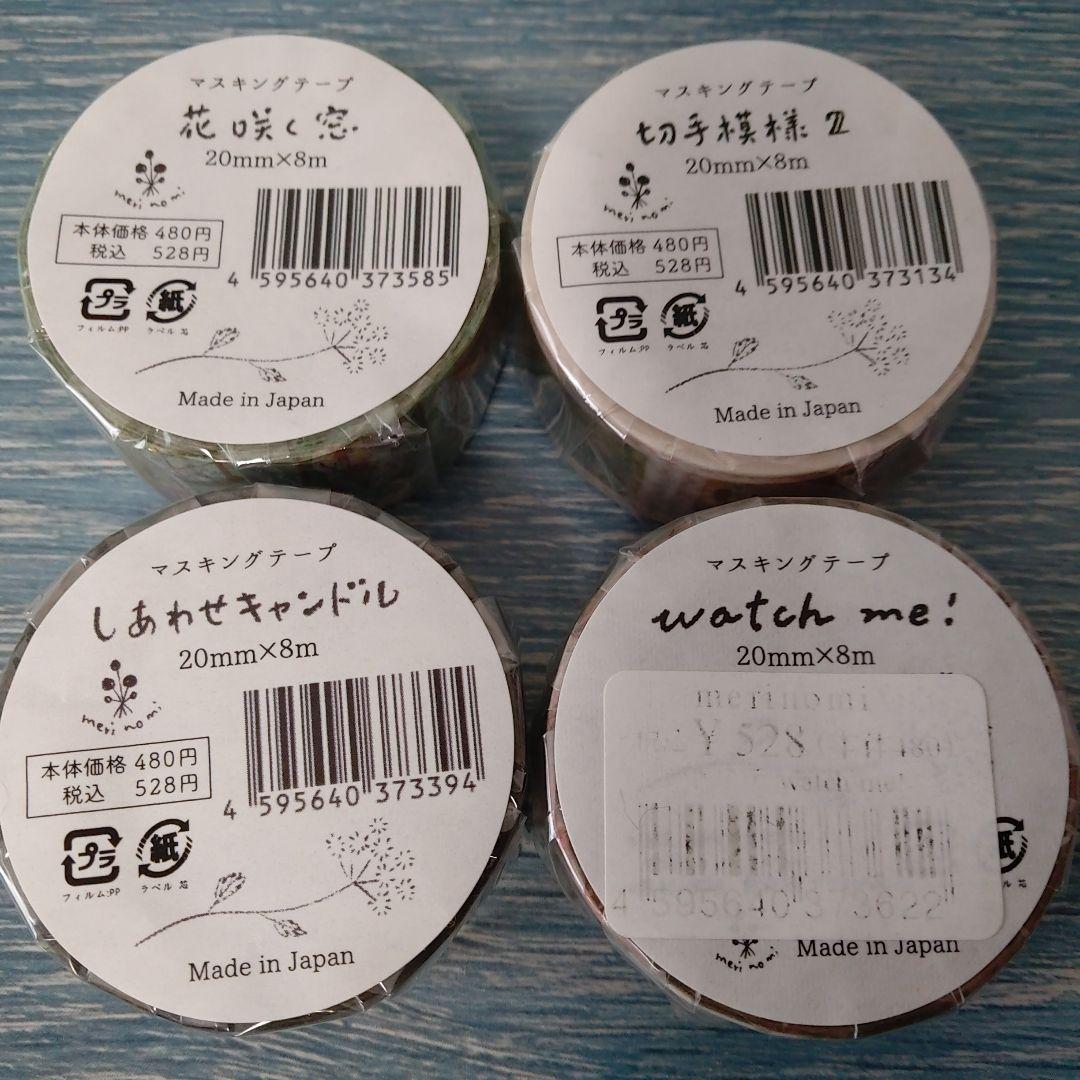 マスキングテープ
花咲く窓
20mm×8m
meri no mi
本体価格 480円
税込 528円
4 595640 373585
プラ
紙
フィルム:PP
ラベル 芯
Made in Japan
マスキングテープ
切手模様2
20mm×8m
meri no mi
本体価格 480円
税込 528円
4 595640 373134
プラ
紙
フィルム:PP
ラベル 芯
Made in Japan
マスキングテープ
しあわせキャンドル
20mm×8m
meri no mi
本体価格 480円
税込 528円
4 595640 373394
プラ
紙
フィルム:PP
ラベル 芯
Made in Japan
マスキングテープ
watch me!
20mm×8m
merinomi
¥528
watch me!
紙
芯
4 595640 373622
meri no mi
Made in Japan